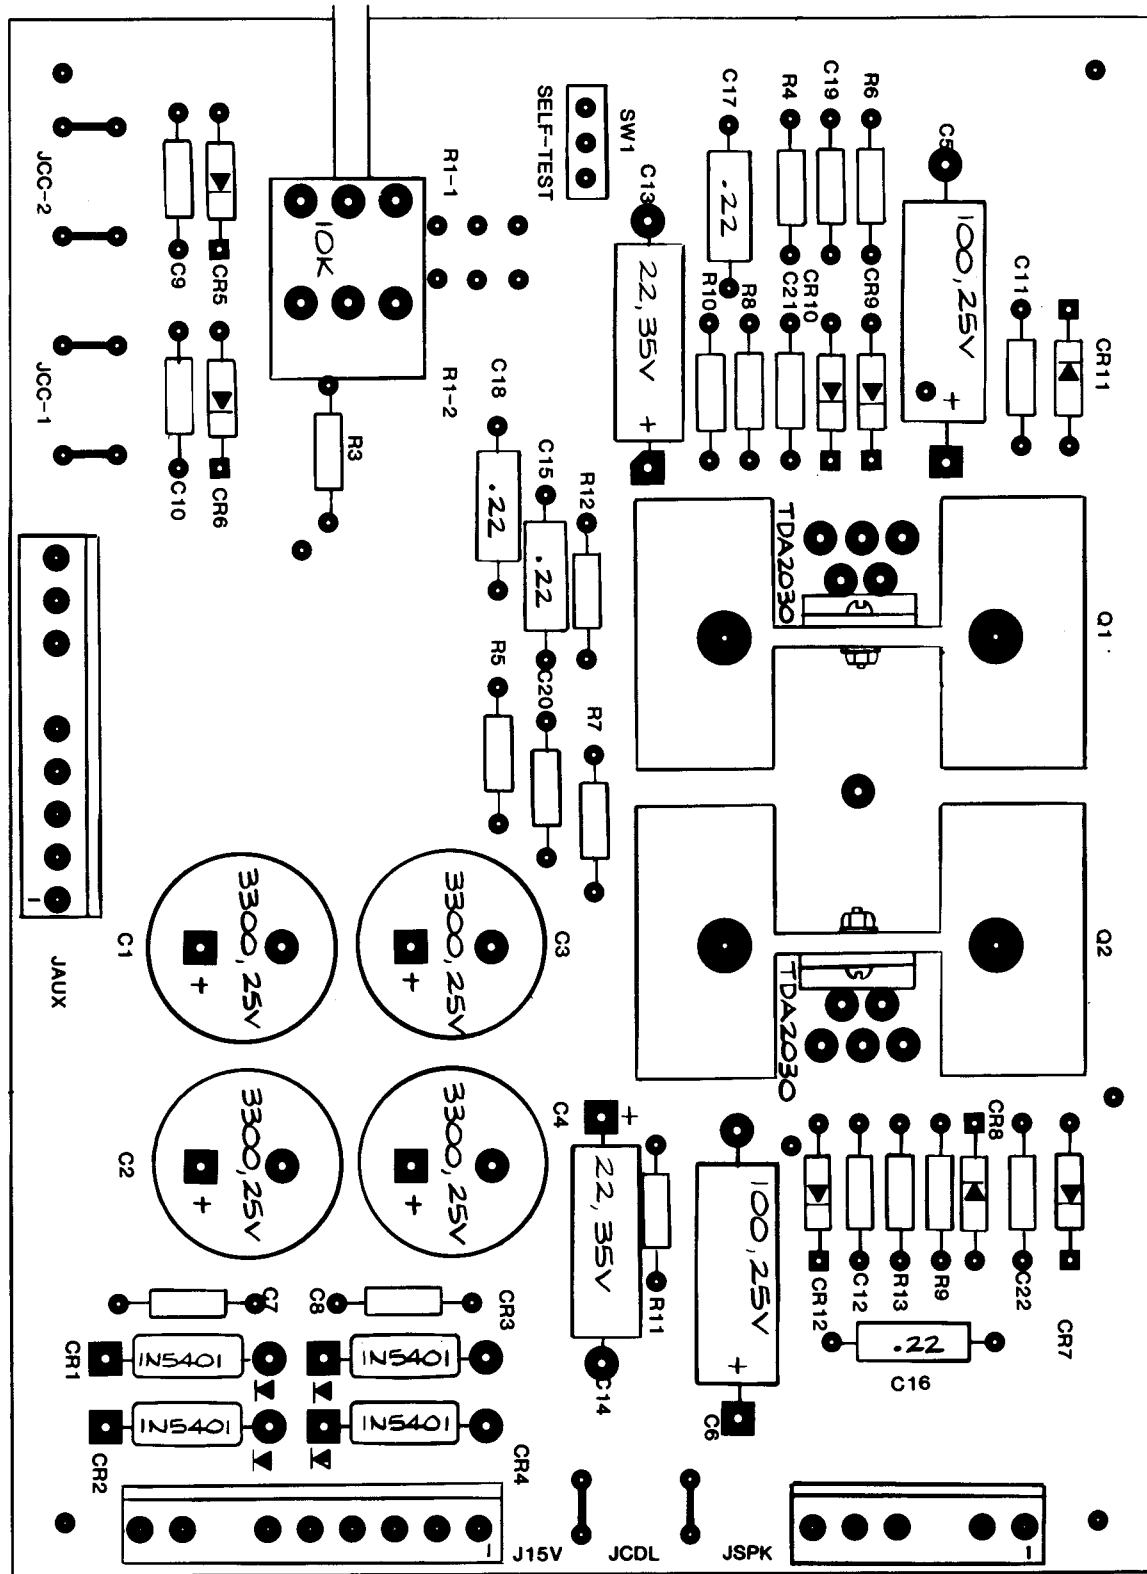 C5
R6
C19
R4
C17
SW1
SELF-TEST
C13
R1-1
10K
JCC-2
C9
CR5
.22
22, 35V
+
100, 25V
+
C11
CR11
CR9
CR10
C21
R8
R10
R1-2
C18
JCC-1
C10
CR6
R3
.22
C15
.22
R12
TDA2030
Q1
R5
C20
R7
3300, 25V
+
C1
3300, 25V
+
C3
Q2
TDA2030
JAUX
1
3300, 25V
+
C2
3300, 25V
+
C4
+
22, 35V
R11
C14
100, 25V
+
C6
CR8
CR12
C12
R13
R9
C22
CR7
.22
C16
C7
C8
CR3
CR1
1N5401
1N5401
CR2
1N5401
1N5401
CR4
1
J15V
JCDL
JSPK
1